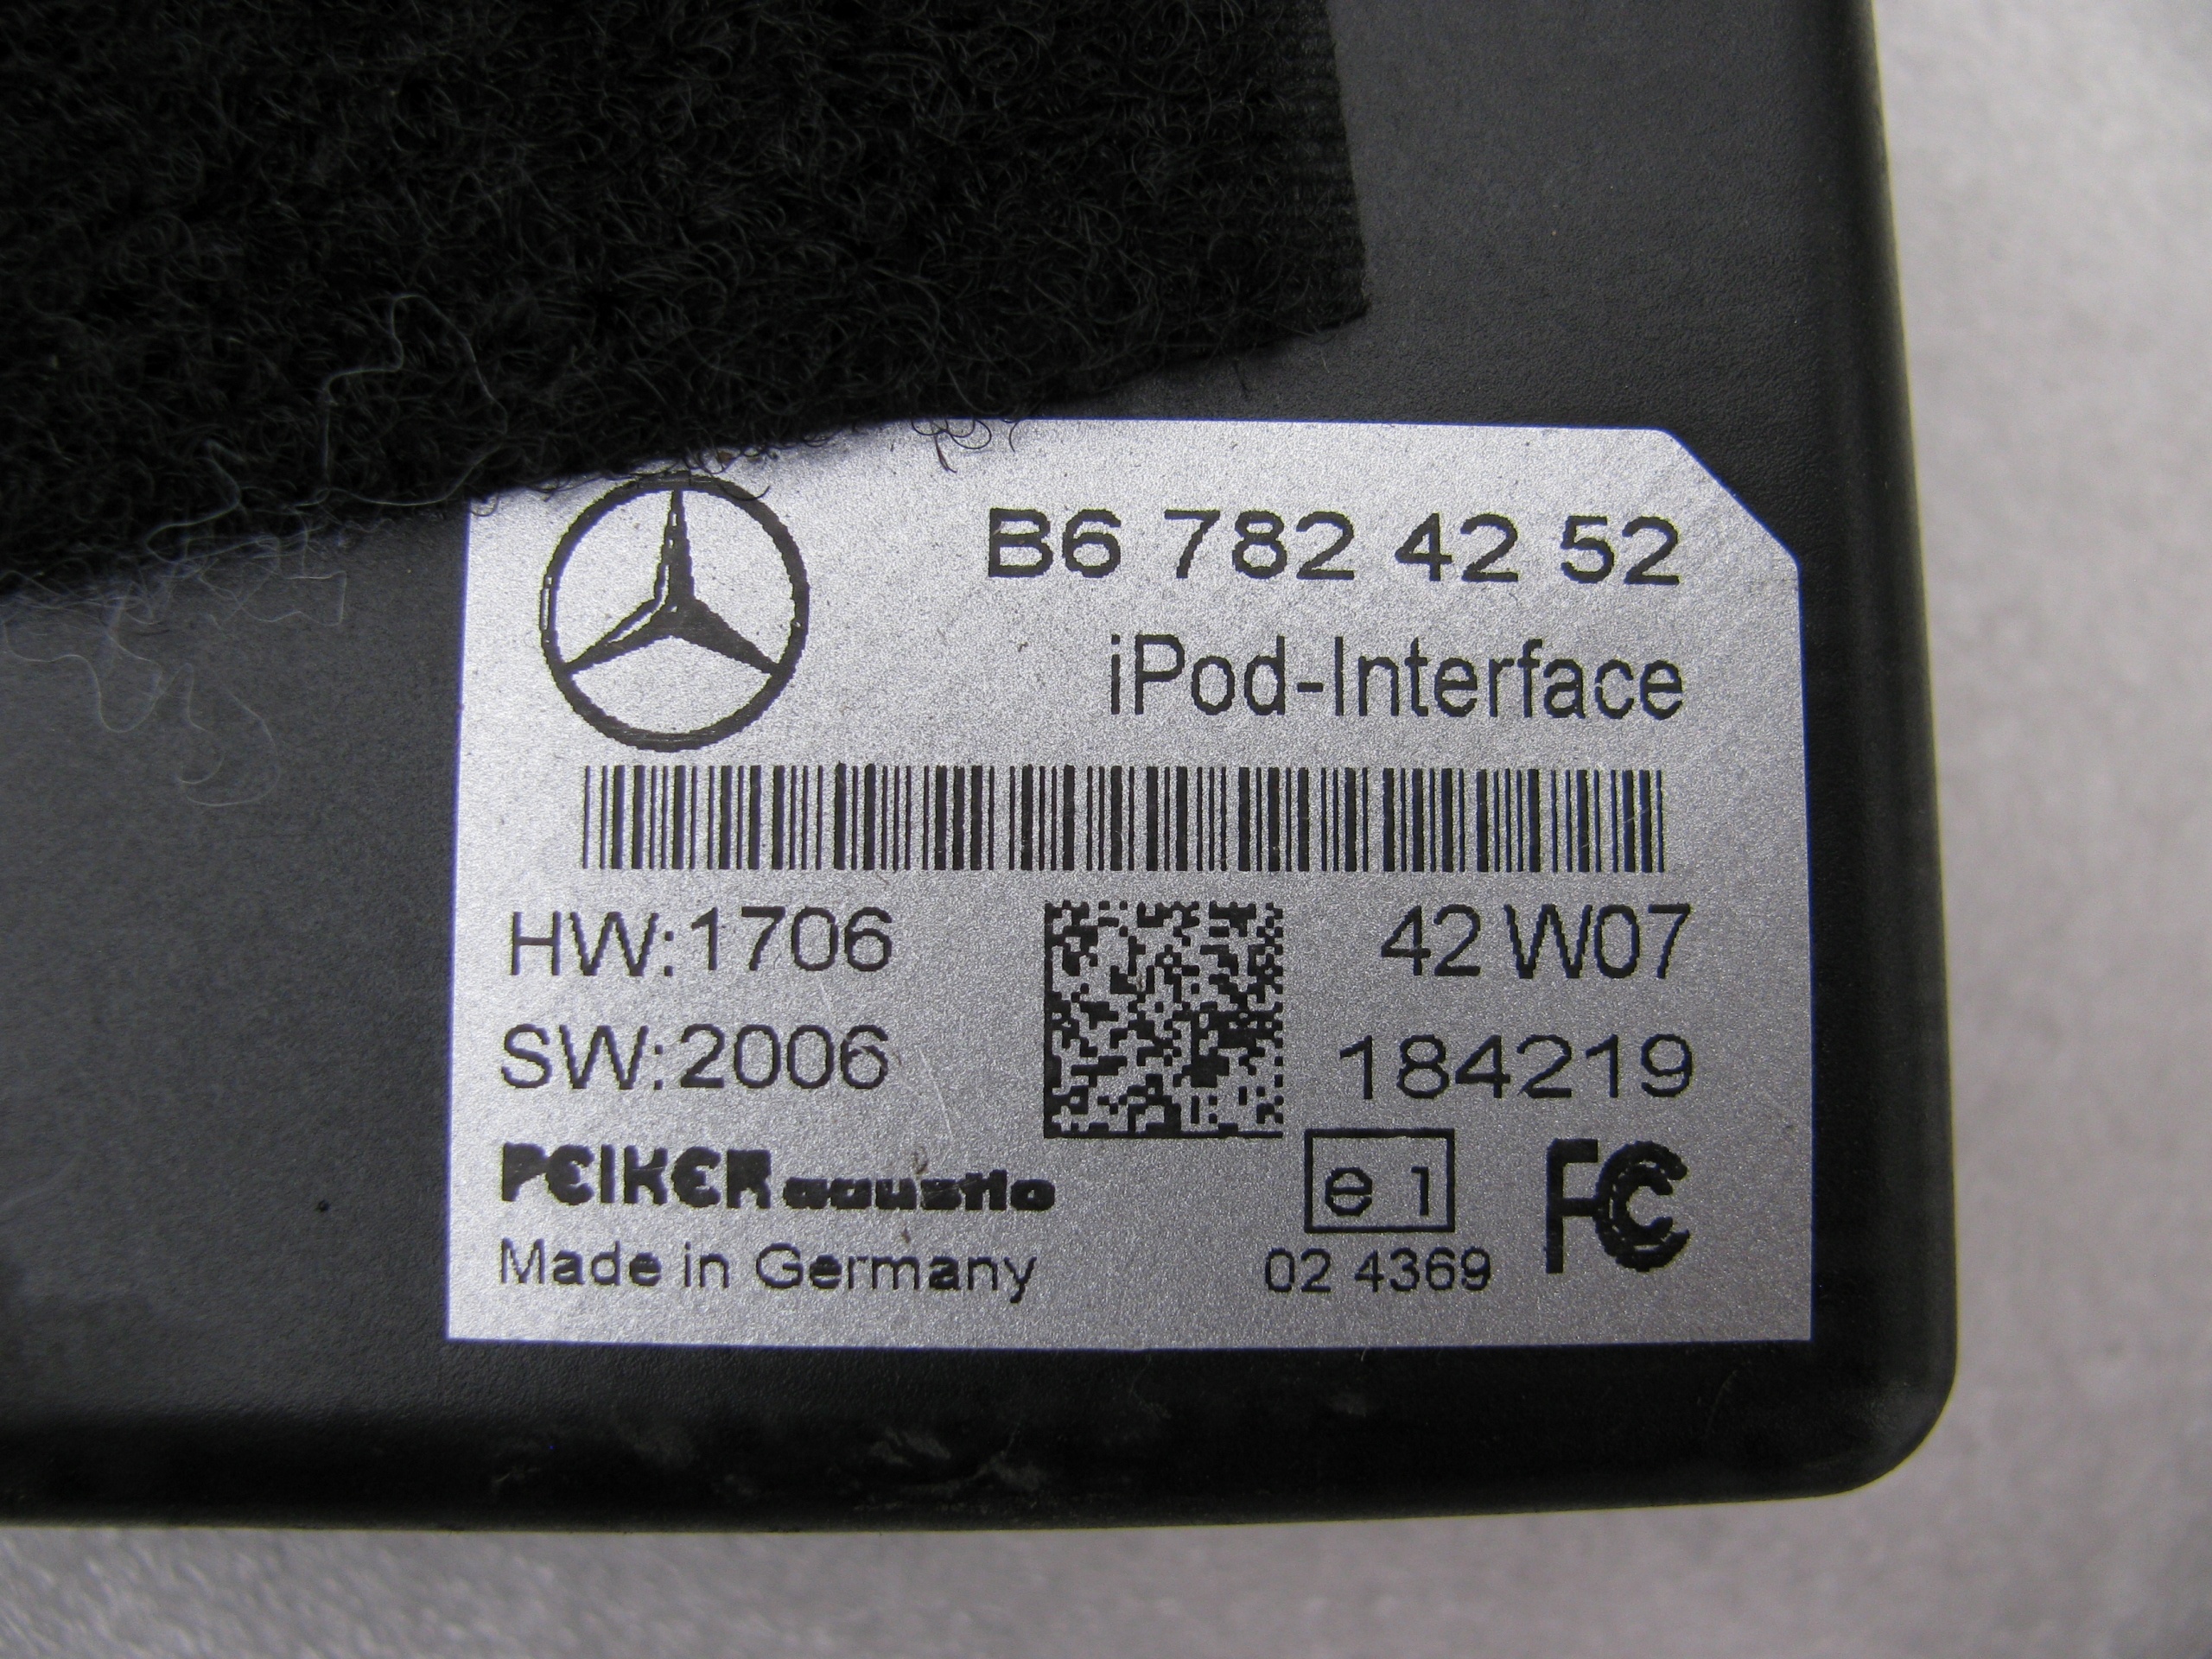 B6 782 42 52
iPod-Interface
HW:1706
42 W07
SW:2006
184219
PEIKER acustic
e 1
FC
Made in Germany
02 4369